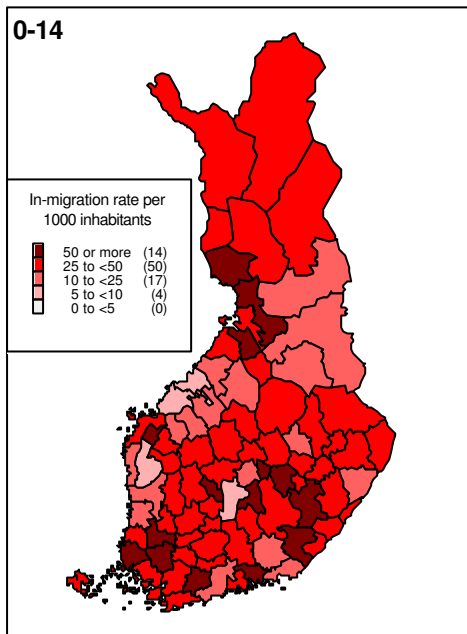 0-14
In-migration rate per
1000 inhabitants
50 or more (14)
25 to <50 (50)
10 to <25 (17)
5 to <10 (4)
0 to <5 (0)